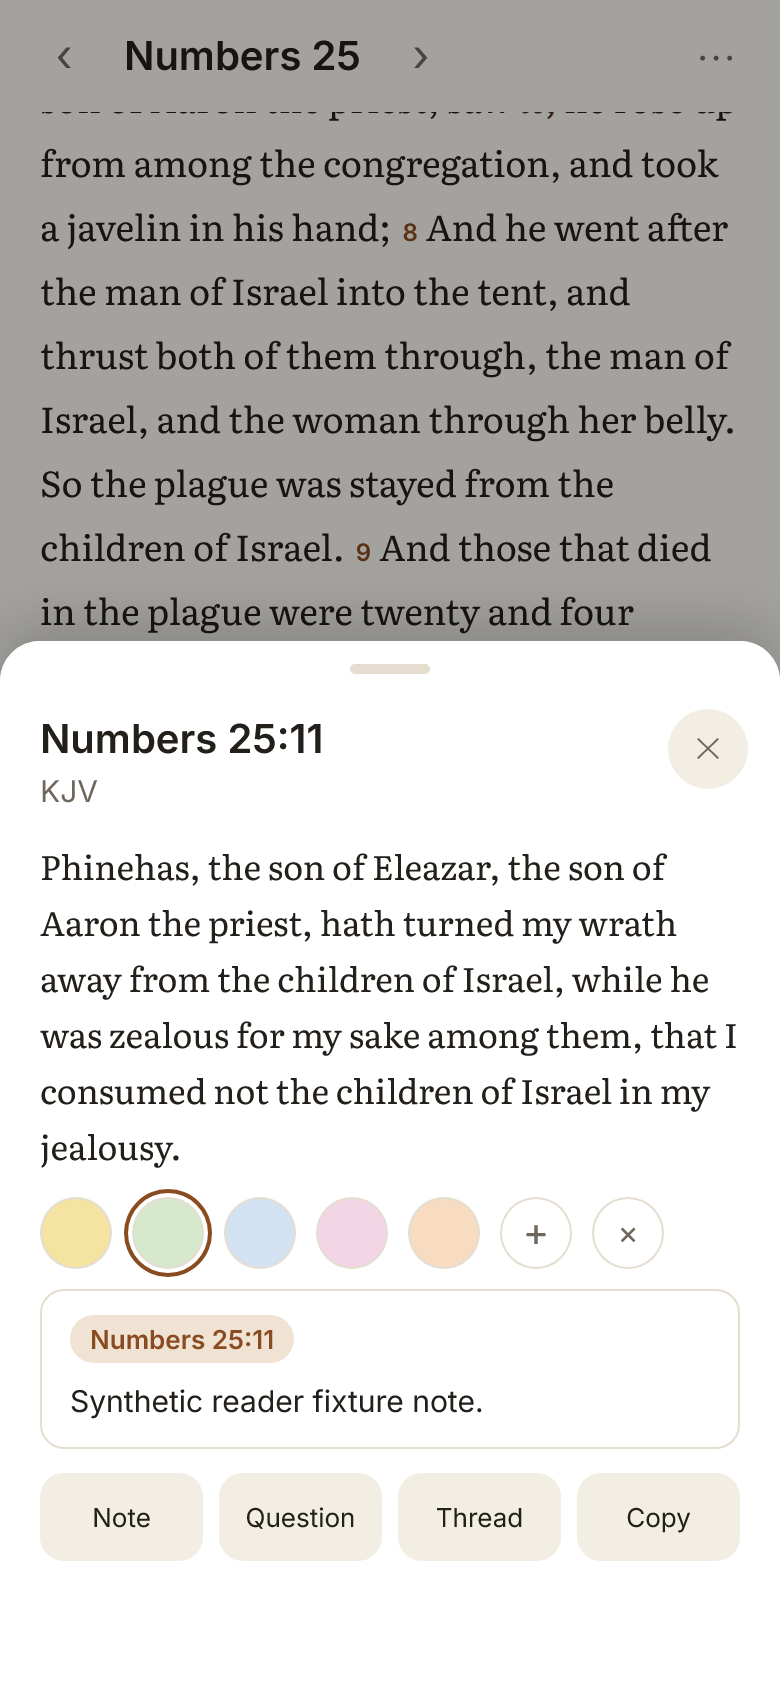 ‹ Numbers 25 › ...
from among the congregation, and took
a javelin in his hand; 8 And he went after
the man of Israel into the tent, and
thrust both of them through, the man of
Israel, and the woman through her belly.
So the plague was stayed from the
children of Israel. 9 And those that died
in the plague were twenty and four
Numbers 25:11
KJV
Phinehas, the son of Eleazar, the son of
Aaron the priest, hath turned my wrath
away from the children of Israel, while he
was zealous for my sake among them, that I
consumed not the children of Israel in my
jealousy.
+ ×
Numbers 25:11
Synthetic reader fixture note.
Note Question Thread Copy